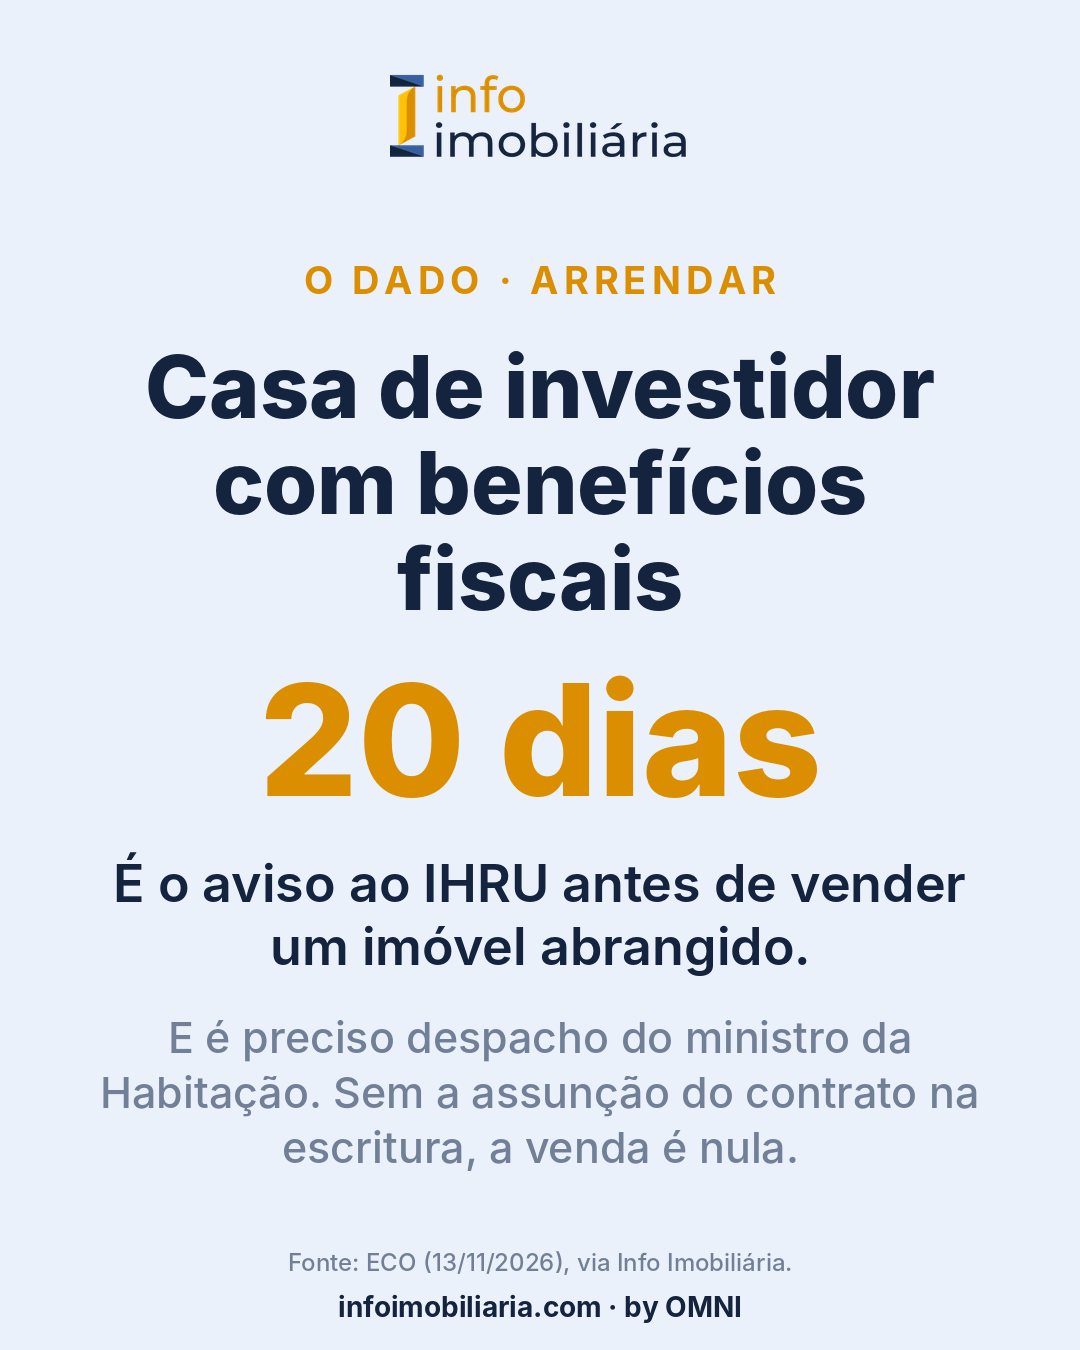 info
imobiliária
O DADO · ARRENDAR
Casa de investidor
com benefícios
fiscais
20 dias
É o aviso ao IHRU antes de vender
um imóvel abrangido.
E é preciso despacho do ministro da
Habitação. Sem a assunção do contrato na
escritura, a venda é nula.
Fonte: ECO (13/11/2026), via Info Imobiliária.
infoimobiliaria.com · by OMNI